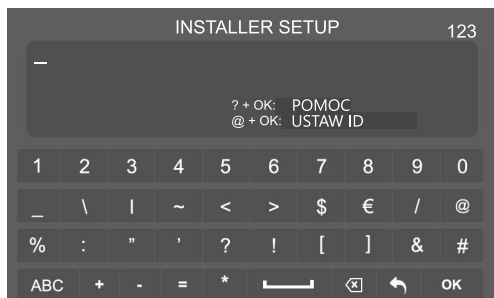 INSTALLER SETUP 123
_
? + OK: POMOC
@ + OK: USTAW ID
1 2 3 4 5 6 7 8 9 0
_ \ | ~ < > $ € / @
% : " ' ? ! [ ] & #
ABC + - = * OK